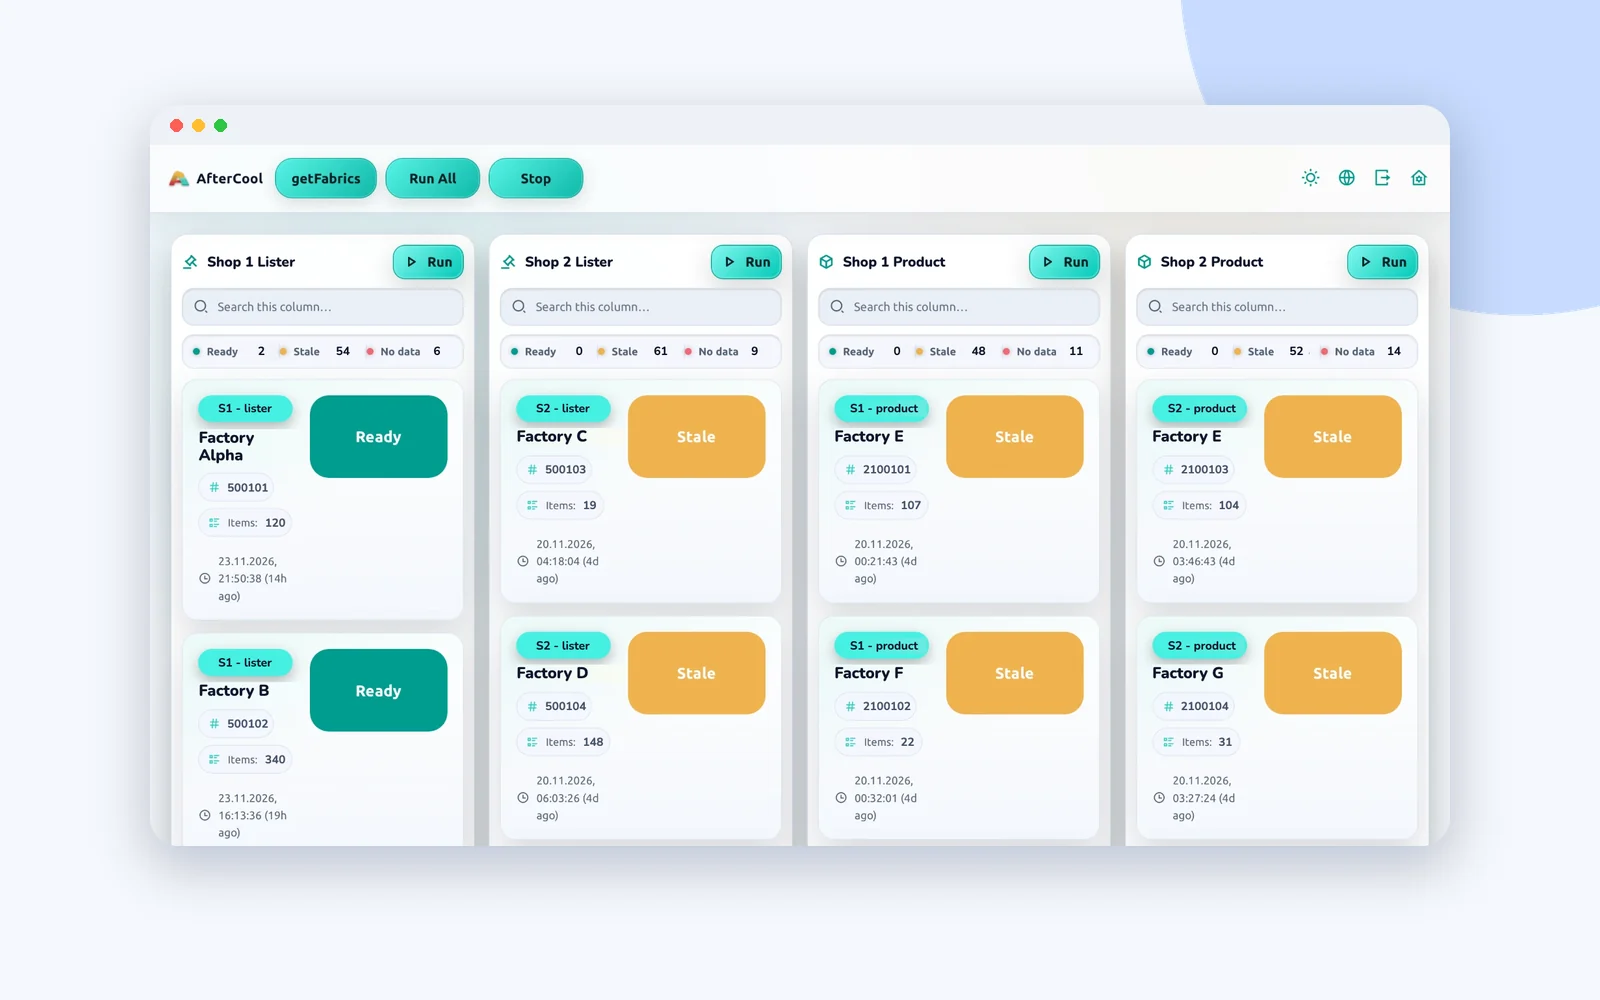 AfterCool
getFabrics
Run All
Stop
Shop 1 Lister
Run
Search this column...
Ready 2 Stale 54 No data 6
S1 - lister
Factory
Alpha
Ready
# 500101
Items: 120
23.11.2026,
21:50:38 (14h
ago)
S1 - lister
Factory B
Ready
# 500102
Items: 340
23.11.2026,
16:13:36 (19h
ago)
Shop 2 Lister
Run
Search this column...
Ready 0 Stale 61 No data 9
S2 - lister
Factory C
Stale
# 500103
Items: 19
20.11.2026,
04:18:04 (4d
ago)
S2 - lister
Factory D
Stale
# 500104
Items: 148
20.11.2026,
06:03:26 (4d
ago)
Shop 1 Product
Run
Search this column...
Ready 0 Stale 48 No data 11
S1 - product
Factory E
Stale
# 2100101
Items: 107
20.11.2026,
00:21:43 (4d
ago)
S1 - product
Factory F
Stale
# 2100102
Items: 22
20.11.2026,
00:32:01 (4d
ago)
Shop 2 Product
Run
Search this column...
Ready 0 Stale 52 No data 14
S2 - product
Factory E
Stale
# 2100103
Items: 104
20.11.2026,
03:46:43 (4d
ago)
S2 - product
Factory G
Stale
# 2100104
Items: 31
20.11.2026,
03:27:24 (4d
ago)